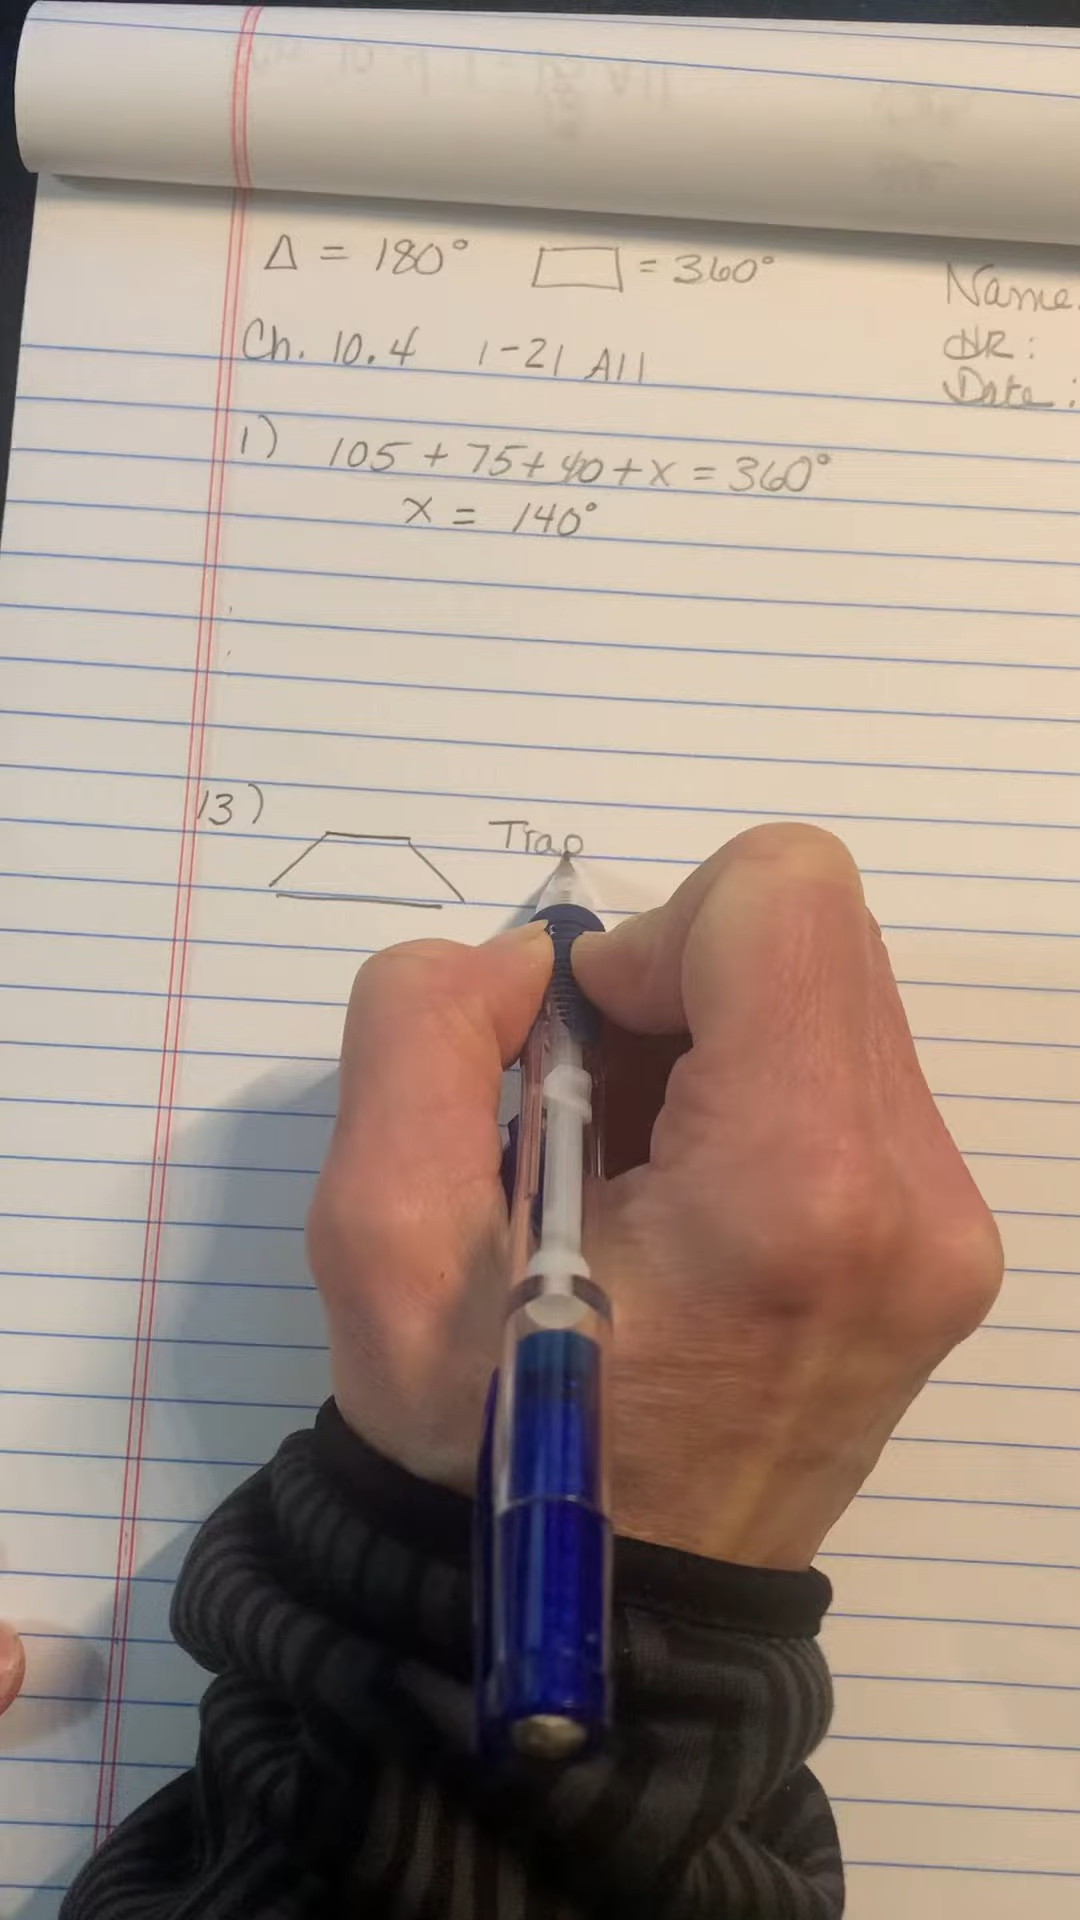 Δ = 180° ▭ = 360°
Name:
Ch. 10.4 1-21 All
HR:
Date:
1) 105 + 75 + 40 + x = 360°
x = 140°
13) Trap